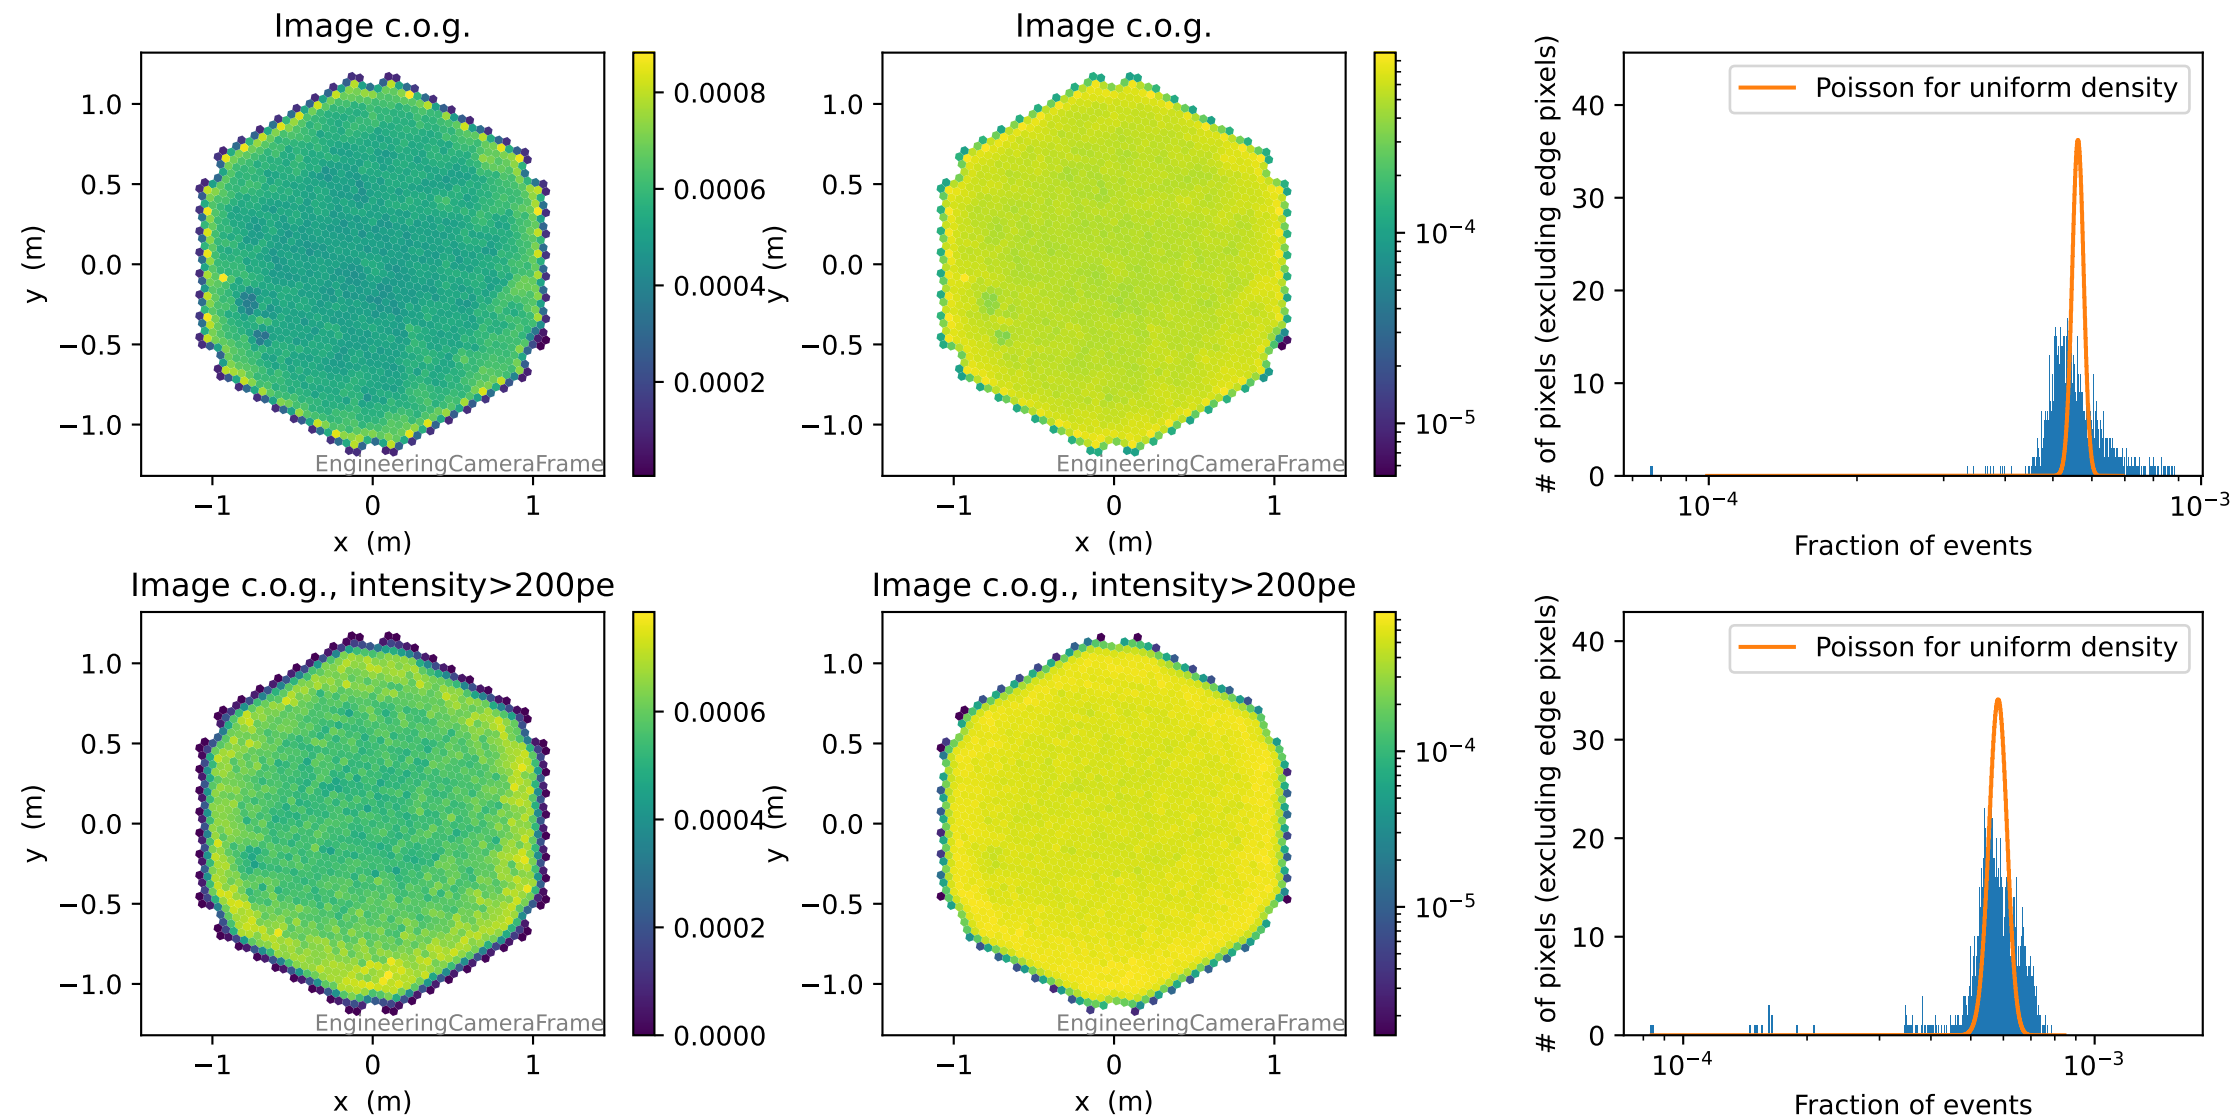 Image c.o.g.
1.0
0.5
0.0
−0.5
−1.0
y (m)
−1 0 1
x (m)
EngineeringCameraFrame
0.0008
0.0006
0.0004
0.0002
Image c.o.g.
1.0
0.5
0.0
−0.5
−1.0
y (m)
−1 0 1
x (m)
EngineeringCameraFrame
10⁻⁴
10⁻⁵
# of pixels (excluding edge pixels)
40
30
20
10
0
Poisson for uniform density
10⁻⁴ 10⁻³
Fraction of events
Image c.o.g., intensity>200pe
1.0
0.5
0.0
−0.5
−1.0
y (m)
−1 0 1
x (m)
EngineeringCameraFrame
0.0006
0.0004
0.0002
0.0000
Image c.o.g., intensity>200pe
1.0
0.5
0.0
−0.5
−1.0
y (m)
−1 0 1
x (m)
EngineeringCameraFrame
10⁻⁴
10⁻⁵
# of pixels (excluding edge pixels)
40
30
20
10
0
Poisson for uniform density
10⁻⁴ 10⁻³
Fraction of events